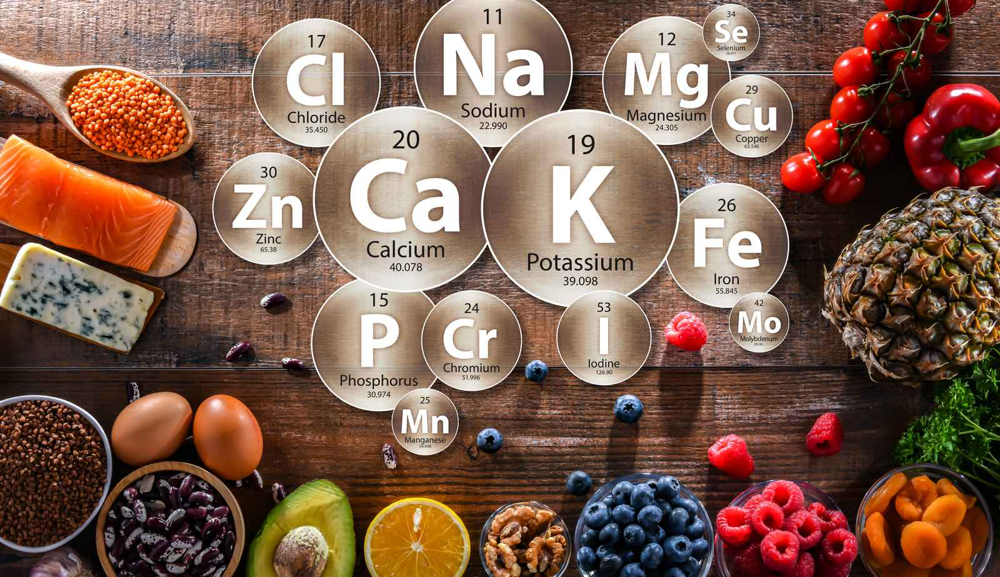 17
Cl
Chloride
35.450
11
Na
Sodium
22.990
12
Mg
Magnesium
24.305
34
Se
Selenium
78.971
29
Cu
Copper
63.546
30
Zn
Zinc
65.38
20
Ca
Calcium
40.078
19
K
Potassium
39.098
26
Fe
Iron
55.845
15
P
Phosphorus
30.974
24
Cr
Chromium
51.996
53
I
Iodine
126.90
42
Mo
Molybdenum
95.95
25
Mn
Manganese
54.938